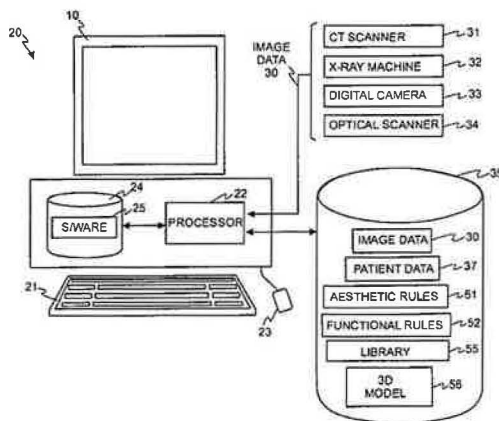 20
10
IMAGE DATA 30
CT SCANNER 31
X-RAY MACHINE 32
DIGITAL CAMERA 33
OPTICAL SCANNER 34
24
25
S/WARE
22
PROCESSOR
21
23
35
IMAGE DATA 30
PATIENT DATA 37
AESTHETIC RULES 51
FUNCTIONAL RULES 52
LIBRARY 55
3D MODEL 56